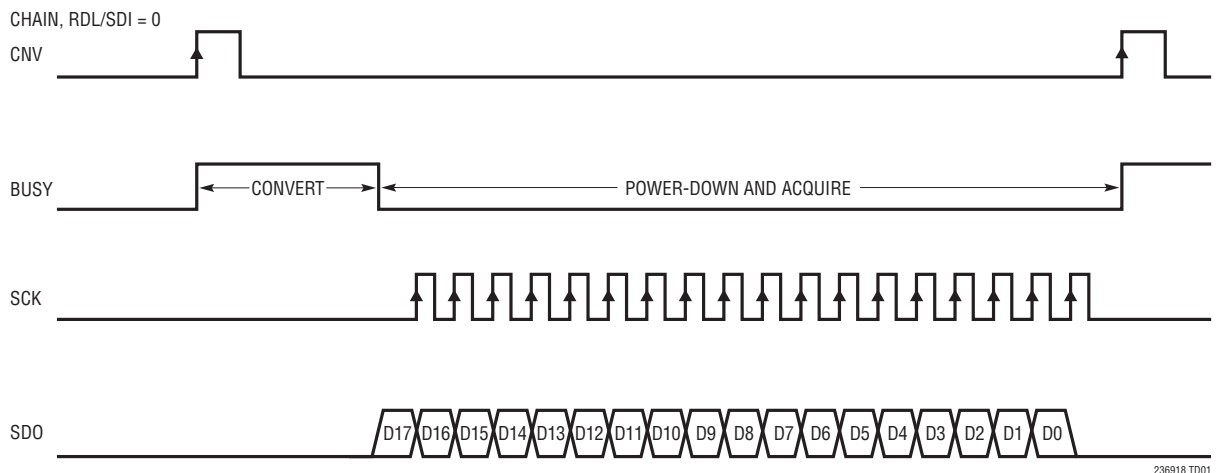 CHAIN, RDL/SDI = 0
CNV
BUSY
CONVERT
POWER-DOWN AND ACQUIRE
SCK
SDO
D17 D16 D15 D14 D13 D12 D11 D10 D9 D8 D7 D6 D5 D4 D3 D2 D1 D0
236918 TD01